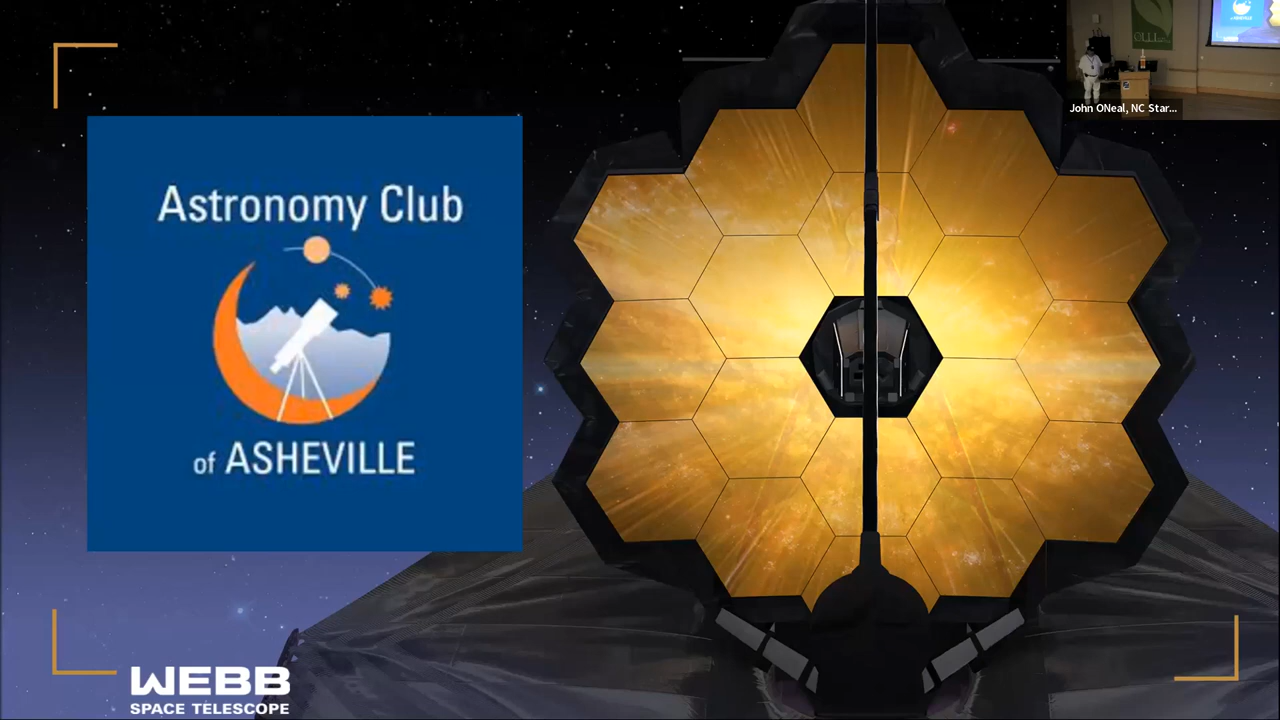 Astronomy Club
of ASHEVILLE
WEBB
SPACE TELESCOPE
John ONeal, NC Star...